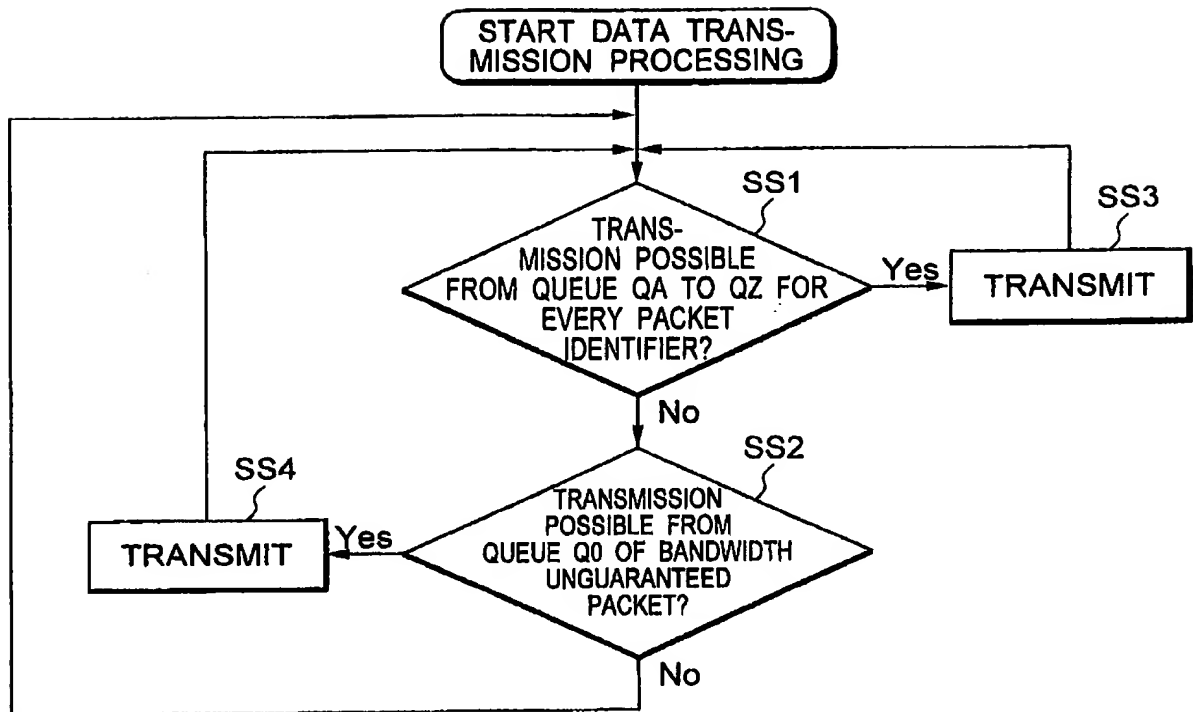 START DATA TRANS-
MISSION PROCESSING
SS1
SS3
TRANS-
MISSION POSSIBLE
FROM QUEUE QA TO QZ FOR
EVERY PACKET
IDENTIFIER?
Yes
TRANSMIT
No
SS2
SS4
TRANSMISSION
POSSIBLE FROM
QUEUE Q0 OF BANDWIDTH
UNGUARANTEED
PACKET?
Yes
TRANSMIT
No